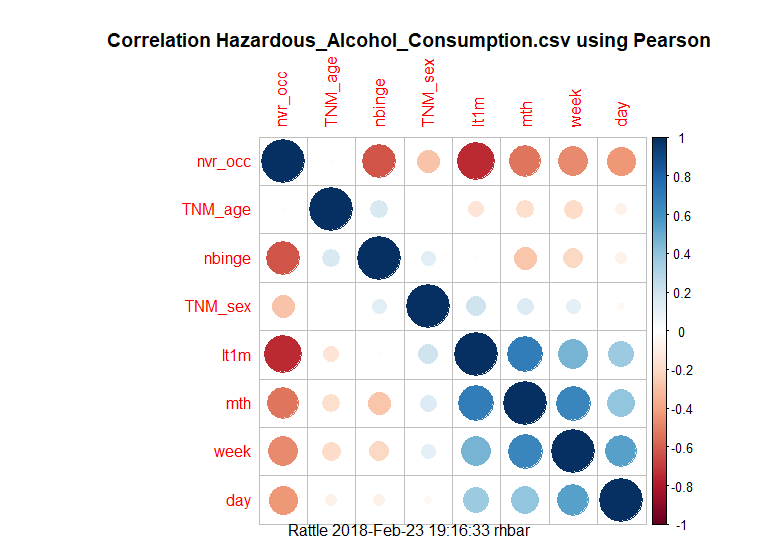 Correlation Hazardous_Alcohol_Consumption.csv using Pearson
nvr_occ
TNM_age
nbinge
TNM_sex
lt1m
mth
week
day
nvr_occ
TNM_age
nbinge
TNM_sex
lt1m
mth
week
day
1
0.8
0.6
0.4
0.2
0
-0.2
-0.4
-0.6
-0.8
-1
Rattle 2018-Feb-23 19:16:33 rhbar